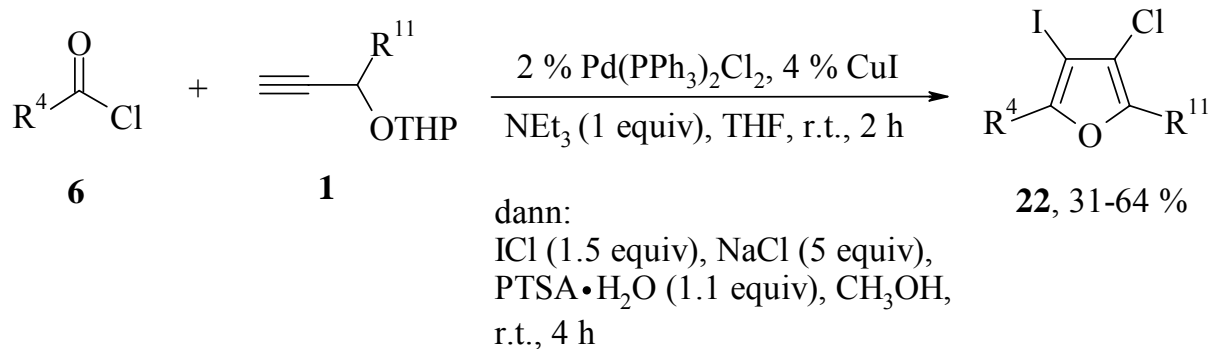 O
R⁴ Cl
6
+
R¹¹
OTHP
1
2 % Pd(PPh₃)₂Cl₂, 4 % CuI
NEt₃ (1 equiv), THF, r.t., 2 h
dann:
ICl (1.5 equiv), NaCl (5 equiv),
PTSA•H₂O (1.1 equiv), CH₃OH,
r.t., 4 h
I Cl
R⁴ O R¹¹
22, 31-64 %